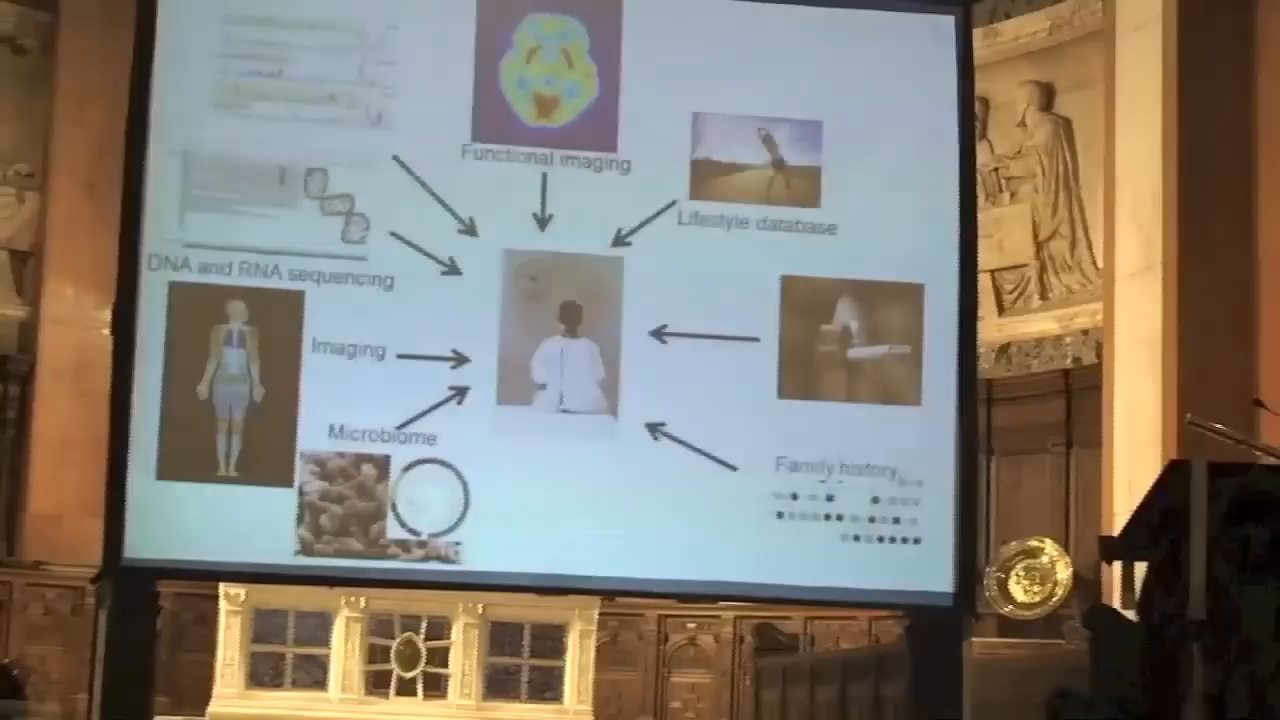 Functional imaging
Lifestyle database
DNA and RNA sequencing
Imaging
Microbiome
Family history